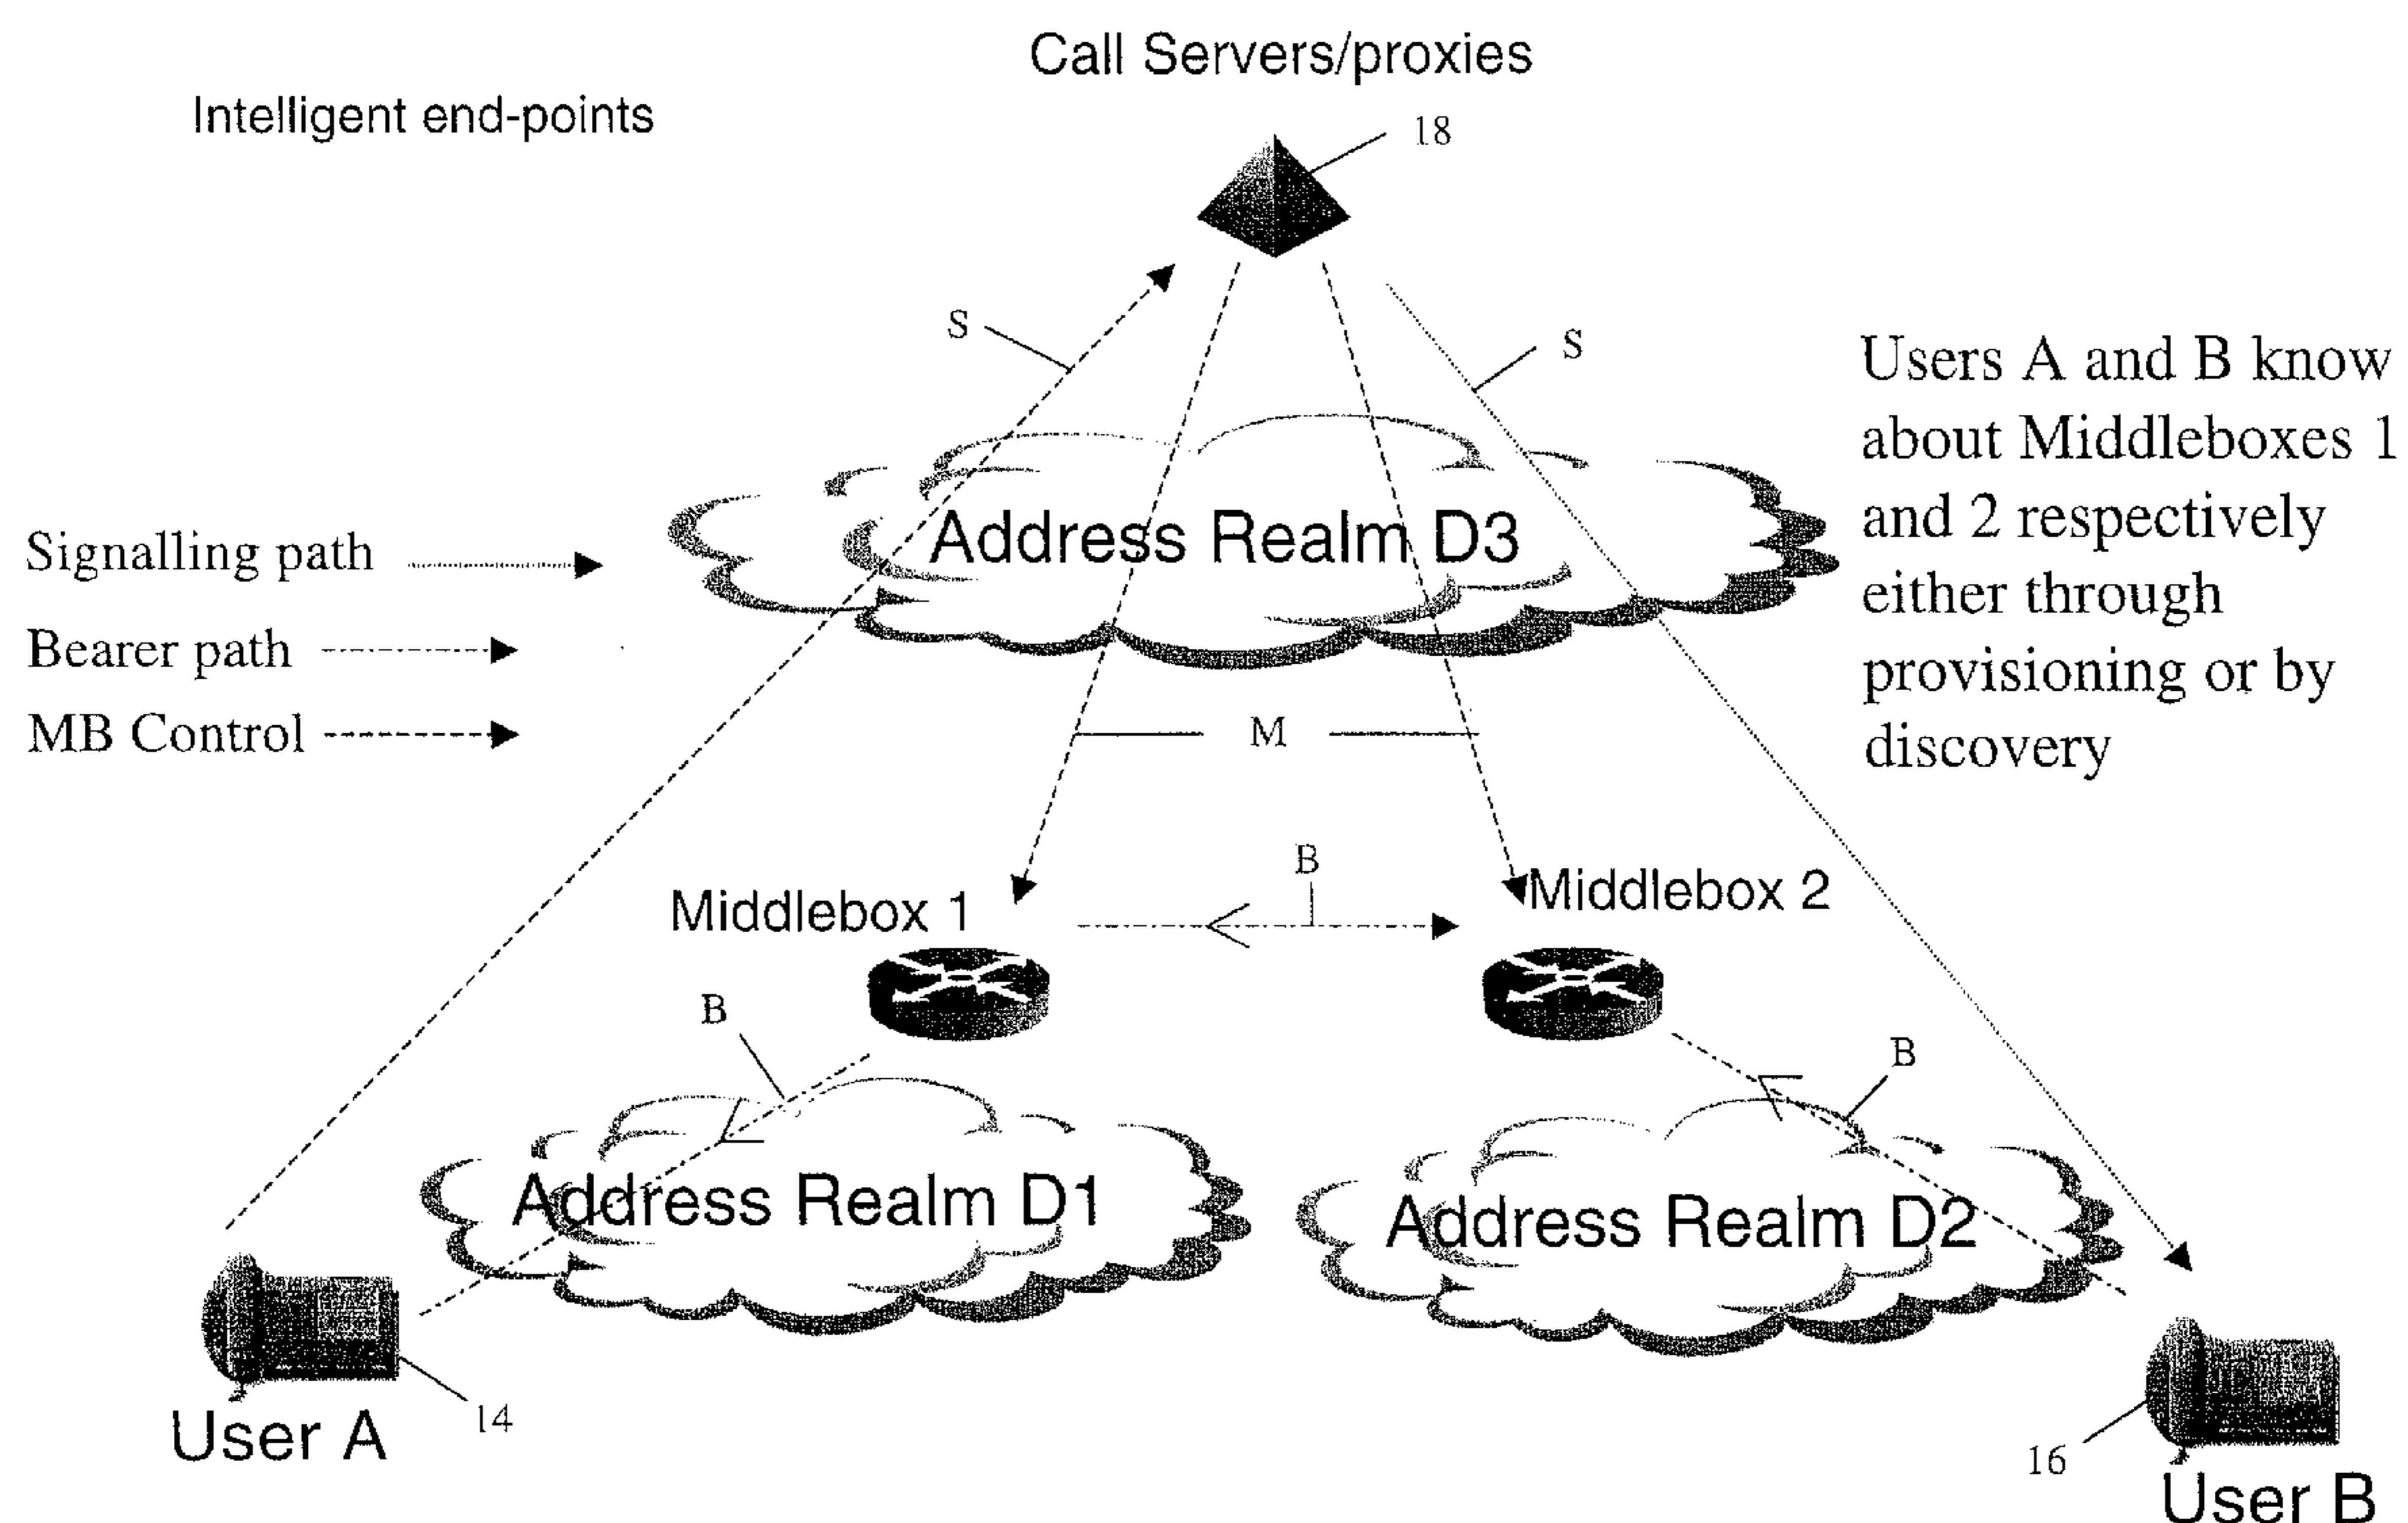 Call Servers/proxies
Intelligent end-points
18
S
S
Users A and B know
about Middleboxes 1
and 2 respectively
either through
provisioning or by
discovery
Address Realm D3
Signalling path
Bearer path
MB Control
M
B
Middlebox 1
Middlebox 2
B
B
Address Realm D1
Address Realm D2
14
User A
16
User B